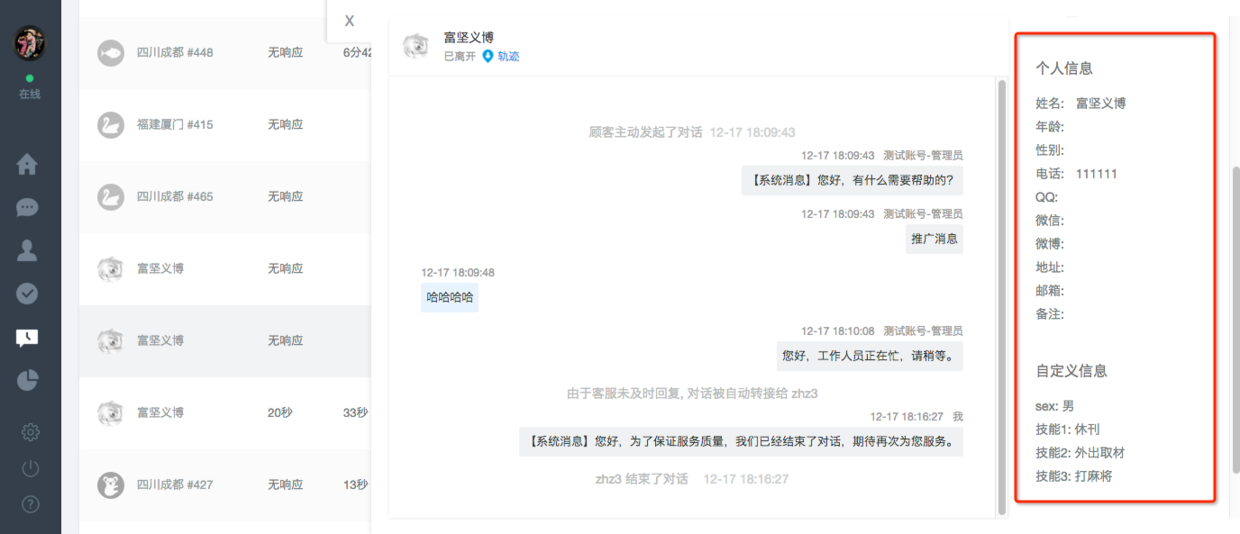 在线
四川成都 #448 无响应 6分42
福建厦门 #415 无响应
四川成都 #465 无响应
富坚义博 无响应
富坚义博 无响应
富坚义博 20秒 33秒
四川成都 #427 无响应 13秒
X
富坚义博
已离开 轨迹
顾客主动发起了对话 12-17 18:09:43
12-17 18:09:43 测试账号-管理员
【系统消息】您好，有什么需要帮助的?
12-17 18:09:43 测试账号-管理员
推广消息
12-17 18:09:48
哈哈哈哈
12-17 18:10:08 测试账号-管理员
您好，工作人员正在忙，请稍等。
由于客服未及时回复, 对话被自动转接给 zhz3
12-17 18:16:27 我
【系统消息】您好，为了保证服务质量，我们已经结束了对话，期待再次为您服务。
zhz3 结束了对话 12-17 18:16:27
个人信息
姓名: 富坚义博
年龄:
性别:
电话: 111111
QQ:
微信:
微博:
地址:
邮箱:
备注:
自定义信息
sex: 男
技能1: 休刊
技能2: 外出取材
技能3: 打麻将